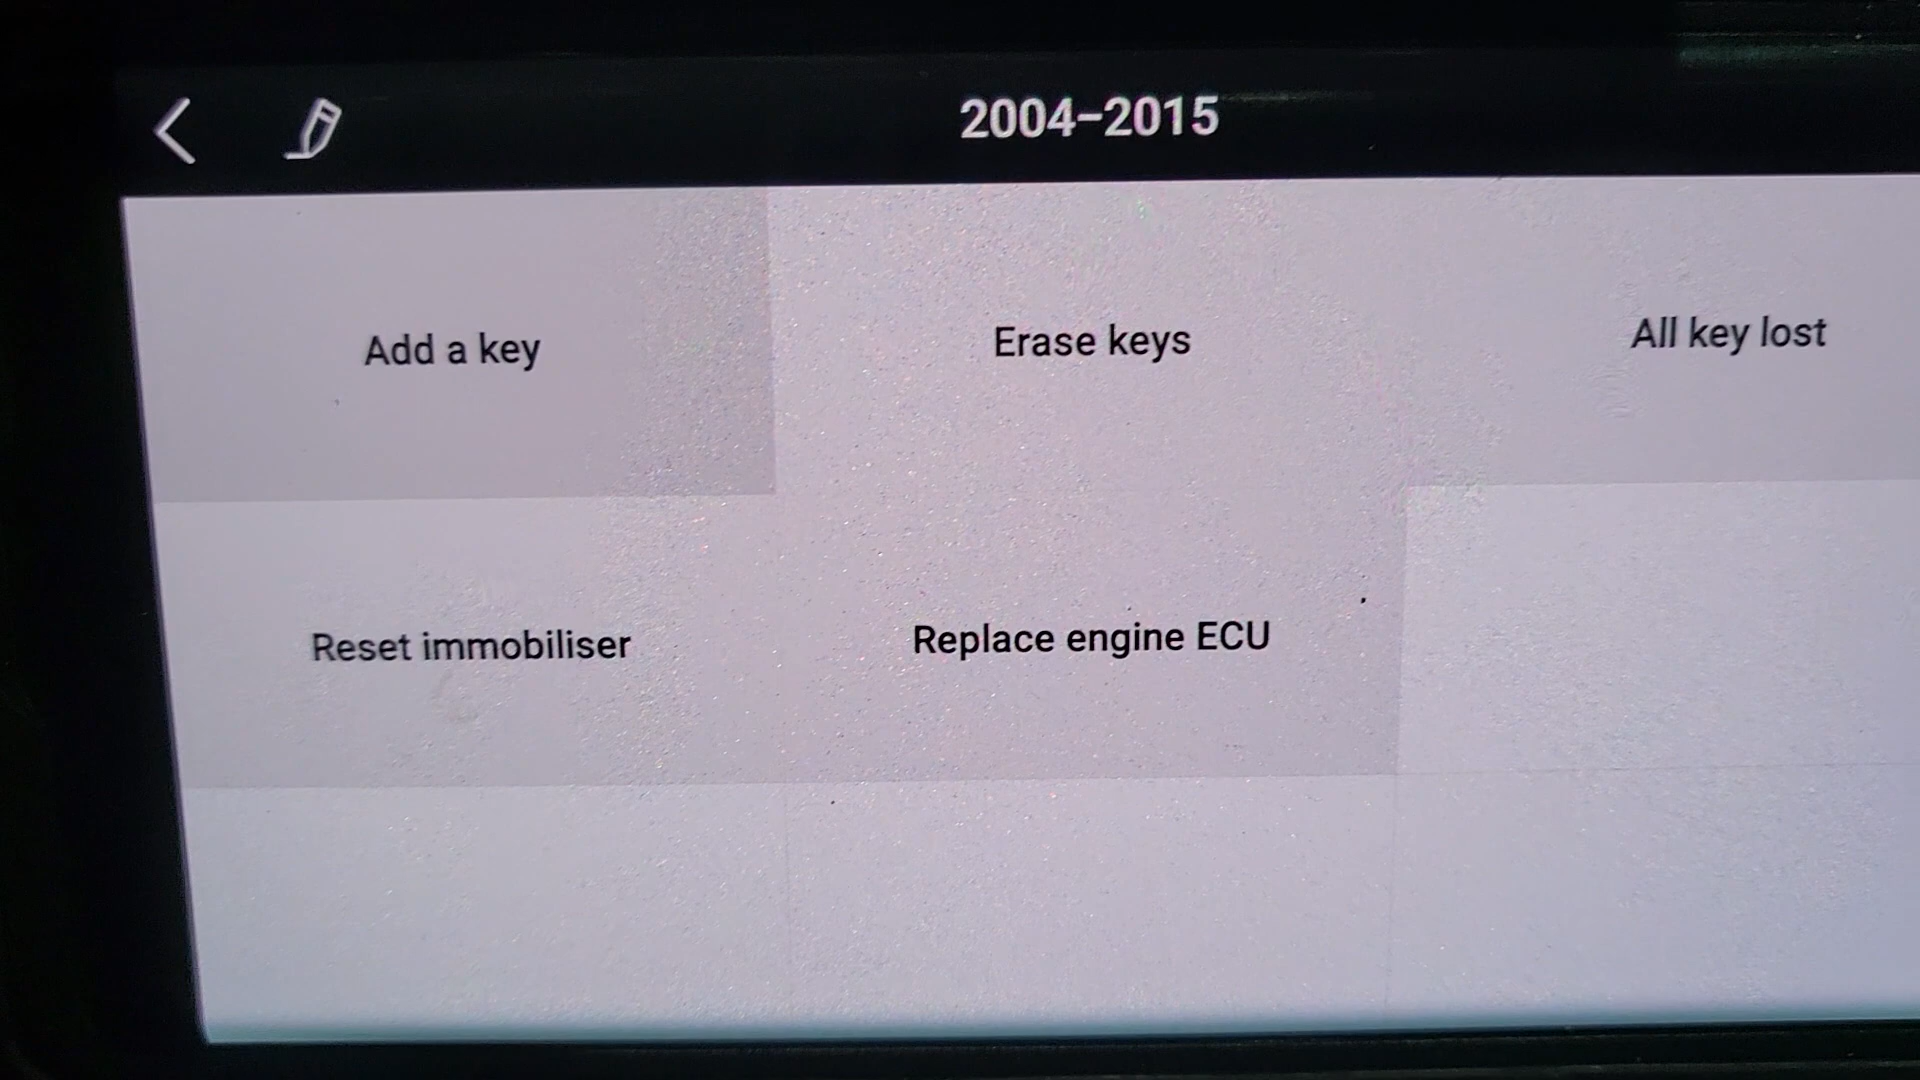 2004-2015
Add a key
Erase keys
All key lost
Reset immobiliser
Replace engine ECU